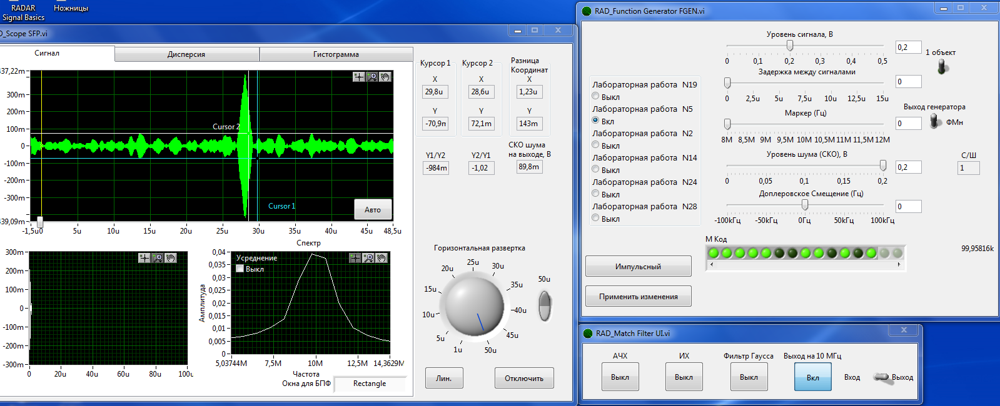 RADAR
Signal Basics
Ножницы
D_Scope SFP.vi
Сигнал
Дисперсия
Гистограмма
437,22m
300m
200m
100m
0
-100m
-200m
-300m
439,09m
Cursor 2
Cursor 1
Авто
-1,5u 0 5u 10u 15u 20u 25u 30u 35u 40u 45u 48,5u
Курсор 1
X
29,8u
Y
-70,9m
Курсор 2
X
28,6u
Y
72,1m
Разница
Координат
X
1,23u
Y
143m
Y1/Y2
-984m
Y2/Y1
-1,02
СКО шума
на выходе, В
89,8m
300m
200m
100m
0
-100m
-200m
-300m
0 20u 40u 60u 80u 100u
Спектр
Усреднение
Выкл
Амплитуда
0,04
0,035
0,03
0,025
0,02
0,015
0,01
0,005
0
5,03744M 7,5M 10M 12,5M 14,3629M
Частота
Окна для БПФ
Rectangle
Горизонтальная развертка
1u
5u
10u
15u
20u
25u
30u
35u
40u
45u
50u
50u
Лин.
Отключить
RAD_Function Generator FGEN.vi
Лабораторная работа N19
Выкл
Лабораторная работа N5
Вкл
Лабораторная работа N2
Выкл
Лабораторная работа N14
Выкл
Лабораторная работа N24
Выкл
Лабораторная работа N28
Выкл
Импульсный
Применить изменения
Уровень сигнала, В
0 0,1 0,2 0,3 0,4 0,5
0,2
1 объект
Задержка между сигналами
0 2,5u 5u 7,5u 10u 12,5u 15u
0
Маркер (Гц)
8M 8,5M 9M 9,5M 10M 10,5M 11M 11,5M 12M
0
Выход генератора
ФМн
Уровень шума (СКО), В
0 0,05 0,1 0,15 0,2
0,2
С/Ш
1
Доплеровское Смещение (Гц)
-100kГц -50kГц 0Гц 50kГц 100kГц
0
М Код
99,95816k
RAD_Match Filter UI.vi
АЧХ
Выкл
ИХ
Выкл
Фильтр Гаусса
Выкл
Выход на 10 МГц
Вкл
Вход
Выход